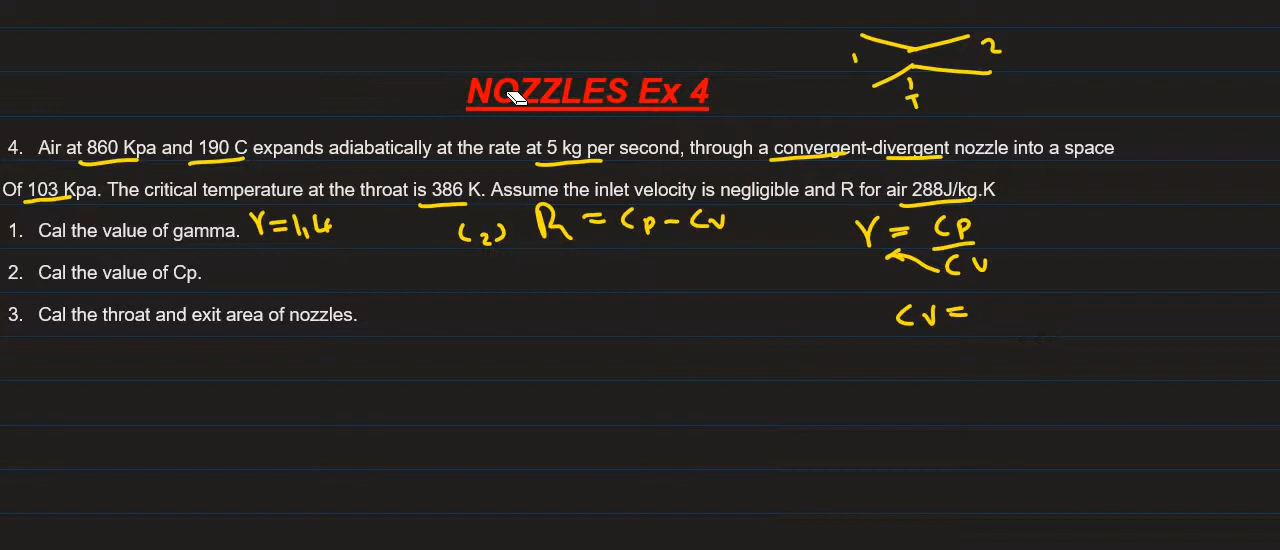 1 2
T
NOZZLES Ex 4
4. Air at 860 Kpa and 190 C expands adiabatically at the rate at 5 kg per second, through a convergent-divergent nozzle into a space
Of 103 Kpa. The critical temperature at the throat is 386 K. Assume the inlet velocity is negligible and R for air 288J/kg.K
1. Cal the value of gamma. γ=1,4 (2) R = Cp - Cv γ = Cp / Cv
2. Cal the value of Cp.
3. Cal the throat and exit area of nozzles. Cv =